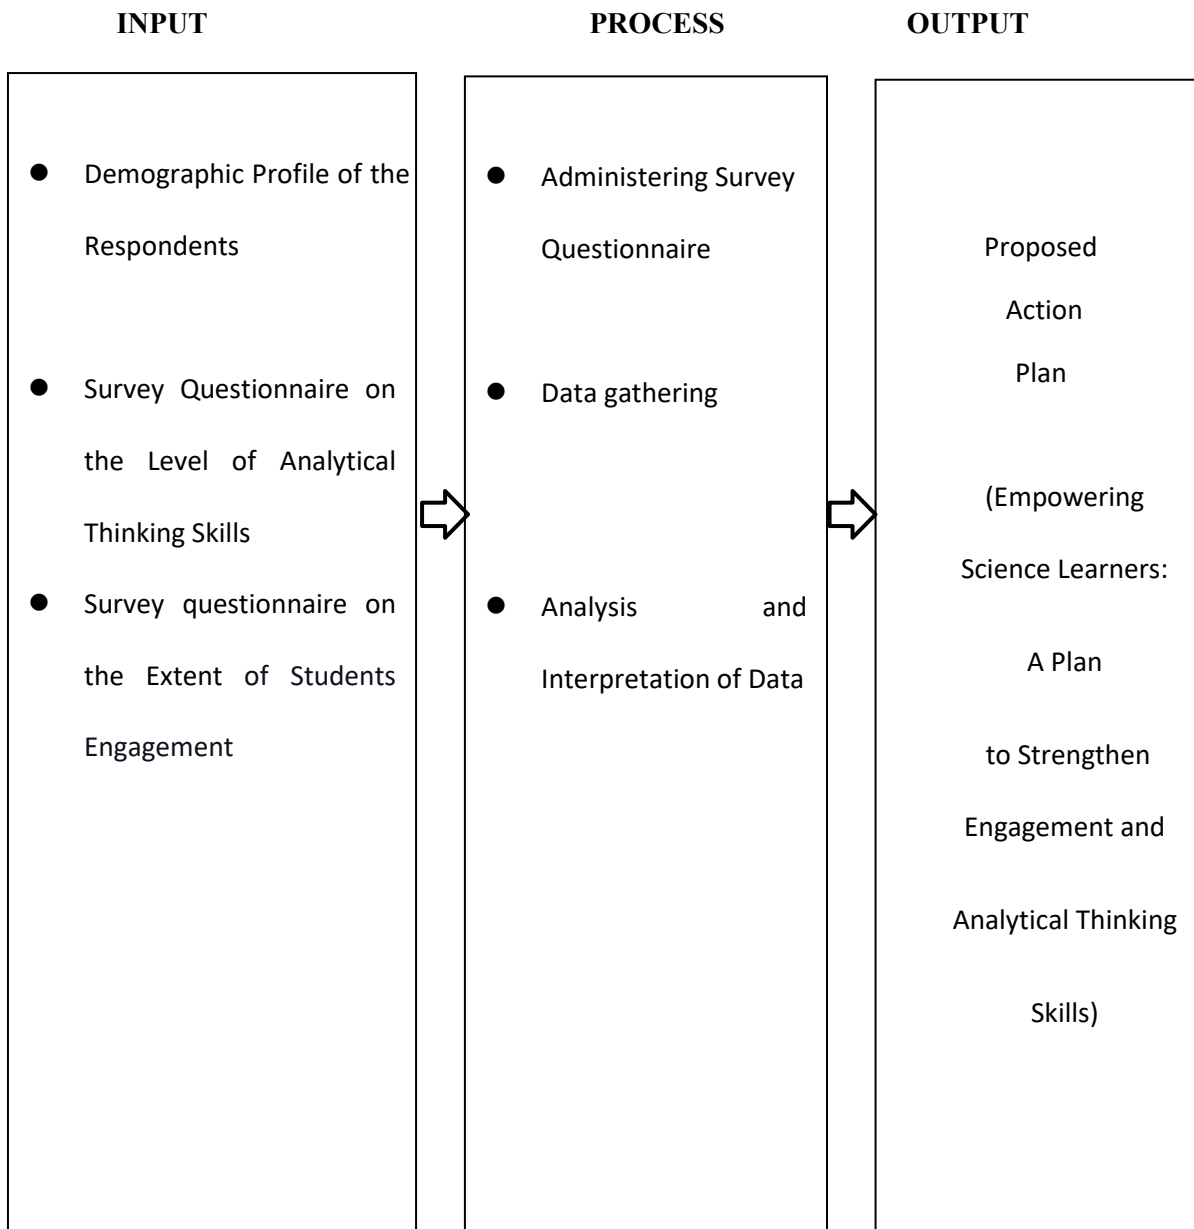 INPUT
PROCESS
OUTPUT
● Demographic Profile of the
Respondents
● Survey Questionnaire on
the Level of Analytical
Thinking Skills
● Survey questionnaire on
the Extent of Students
Engagement
● Administering Survey
Questionnaire
● Data gathering
● Analysis and
Interpretation of Data
Proposed
Action
Plan
(Empowering
Science Learners:
A Plan
to Strengthen
Engagement and
Analytical Thinking
Skills)